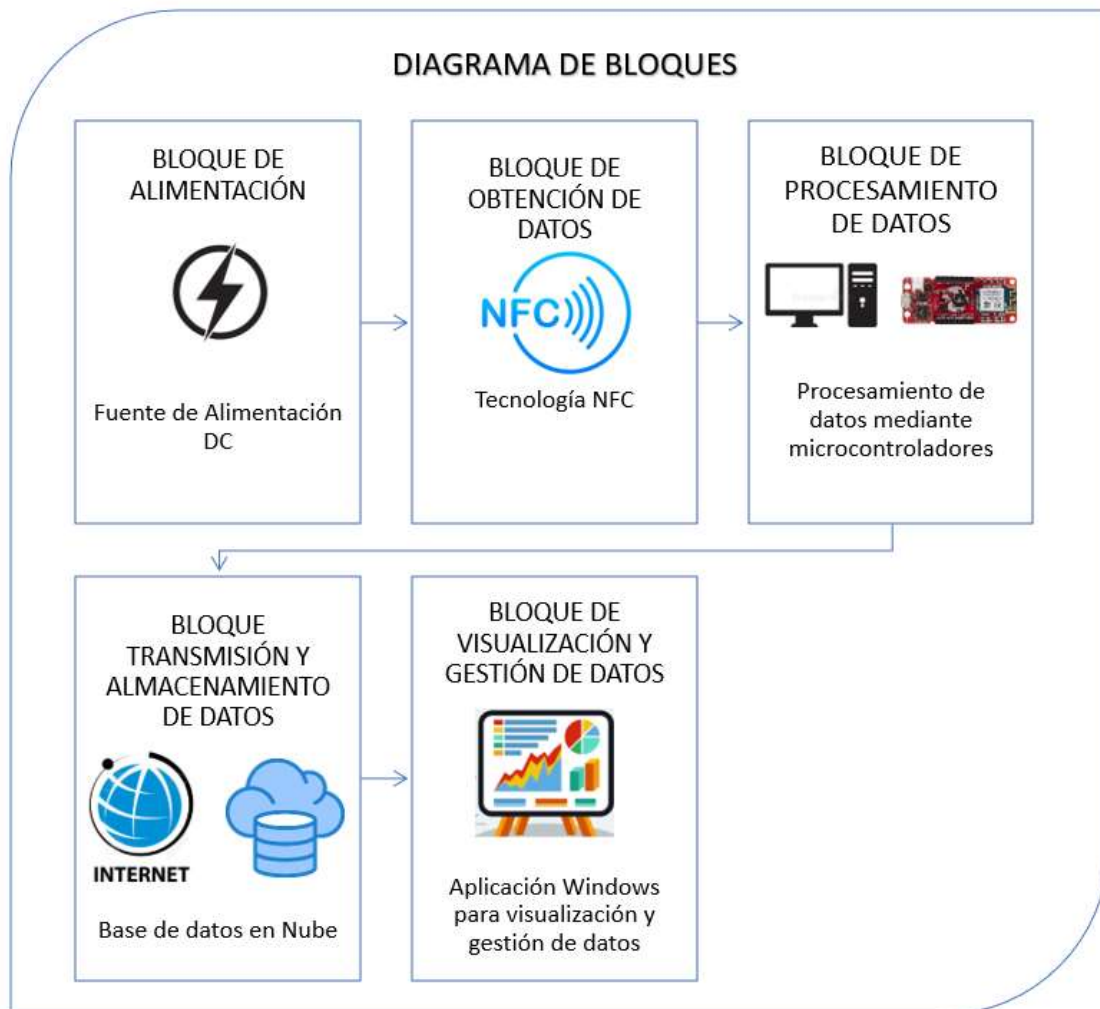 DIAGRAMA DE BLOQUES
BLOQUE DE
ALIMENTACIÓN
Fuente de Alimentación
DC
BLOQUE DE
OBTENCIÓN DE
DATOS
NFC
Tecnología NFC
BLOQUE DE
PROCESAMIENTO
DE DATOS
Procesamiento de
datos mediante
microcontroladores
BLOQUE
TRANSMISIÓN Y
ALMACENAMIENTO
DE DATOS
INTERNET
Base de datos en Nube
BLOQUE DE
VISUALIZACIÓN Y
GESTIÓN DE DATOS
Aplicación Windows
para visualización y
gestión de datos